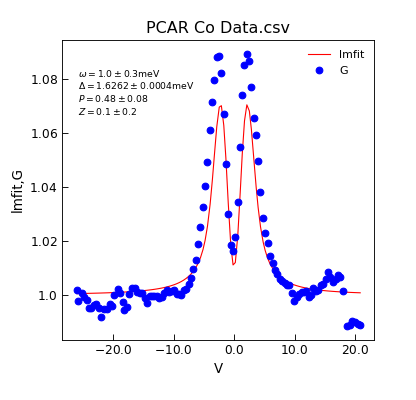 PCAR Co Data.csv
ω = 1.0 ± 0.3meV
Δ = 1.6262 ± 0.0004meV
P = 0.48 ± 0.08
Z = 0.1 ± 0.2
lmfit
G
1.08
1.06
1.04
1.02
1.0
lmfit,G
−20.0 −10.0 0.0 10.0 20.0
V